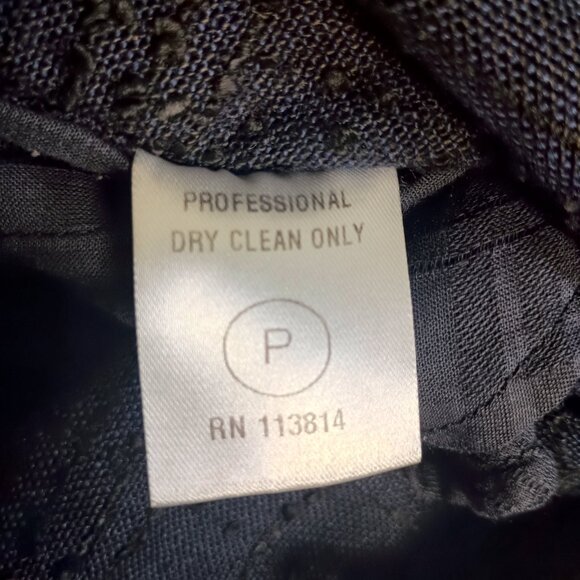 PROFESSIONAL
DRY CLEAN ONLY
P
RN 113814